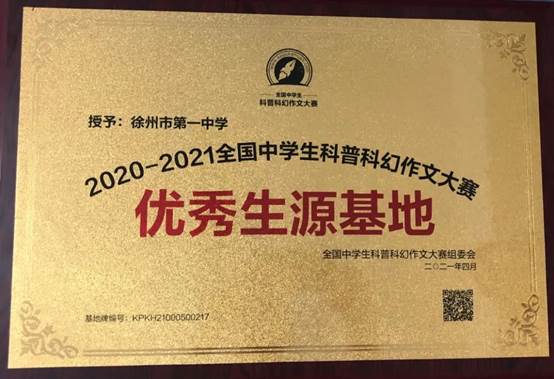 全国中学生
科普科幻作文大赛
授予：徐州市第一中学
2020-2021全国中学生科普科幻作文大赛
优秀生源基地
全国中学生科普科幻作文大赛组委会
二〇二一年四月
基地牌编号：KPKH21000500217